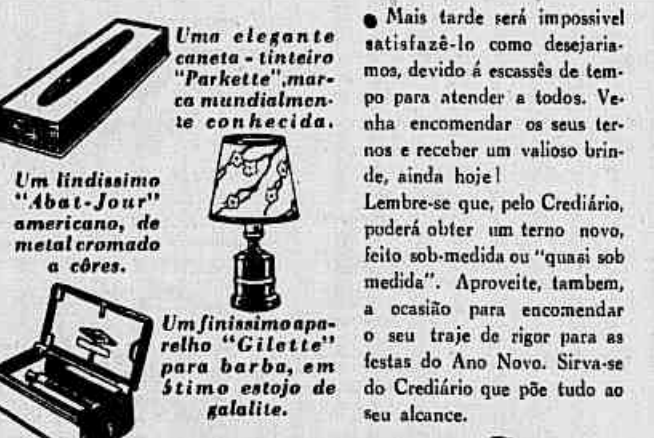 Uma elegante
caneta-tinteiro
"Parkette", mar-
ca mundialmen-
te conhecida.
Um lindissimo
"Abat-Jour"
americano, de
metal cromado
a côres.
Um finissimo apa-
relho "Gilette"
para barba, em
ótimo estojo de
galalite.
● Mais tarde será impossivel
satisfazê-lo como desejaria-
mos, devido á escassês de tem-
po para atender a todos. Ve-
nha encomendar os seus ter-
nos e receber um valioso brin-
de, ainda hoje!
Lembre-se que, pelo Crediário,
poderá obter um terno novo,
feito sob-medida ou "quasi sob
medida". Aproveite, tambem,
a ocasião para encomendar
o seu traje de rigor para as
festas do Ano Novo. Sirva-se
do Crediário que põe tudo ao
seu alcance.